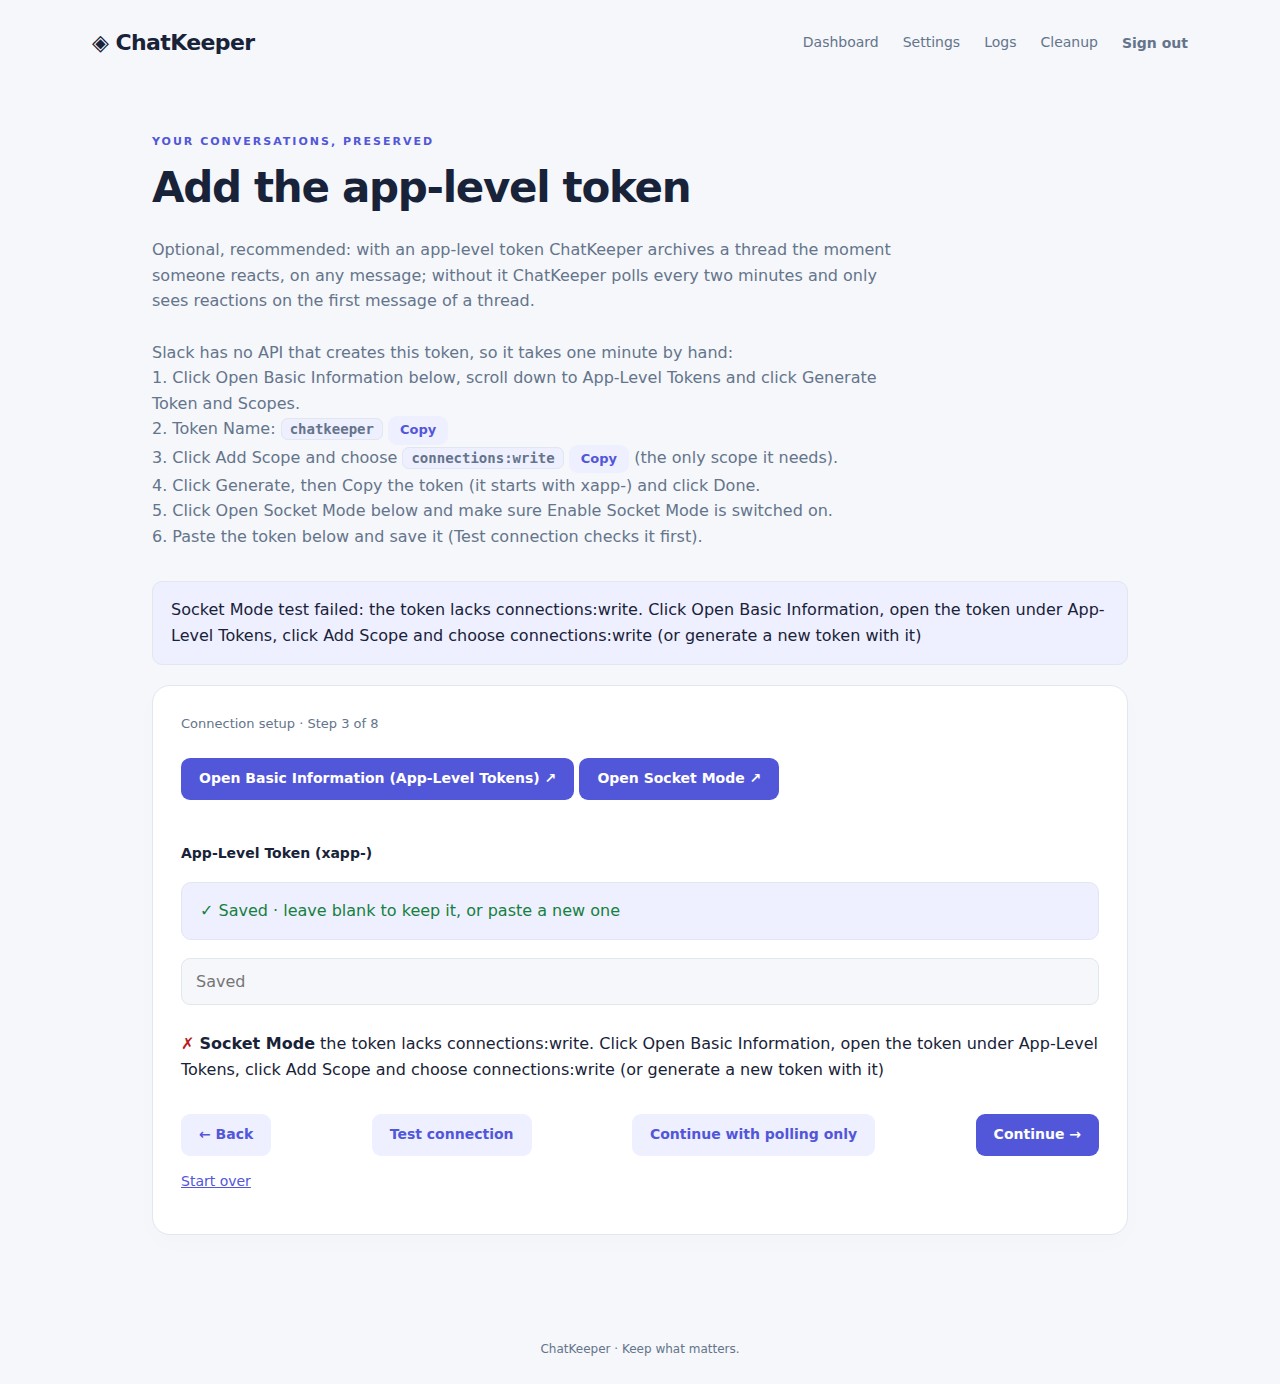 ◈ ChatKeeper
Dashboard Settings Logs Cleanup Sign out
YOUR CONVERSATIONS, PRESERVED
Add the app-level token
Optional, recommended: with an app-level token ChatKeeper archives a thread the moment
someone reacts, on any message; without it ChatKeeper polls every two minutes and only
sees reactions on the first message of a thread.
Slack has no API that creates this token, so it takes one minute by hand:
1. Click Open Basic Information below, scroll down to App-Level Tokens and click Generate
Token and Scopes.
2. Token Name: chatkeeper Copy
3. Click Add Scope and choose connections:write Copy (the only scope it needs).
4. Click Generate, then Copy the token (it starts with xapp-) and click Done.
5. Click Open Socket Mode below and make sure Enable Socket Mode is switched on.
6. Paste the token below and save it (Test connection checks it first).
Socket Mode test failed: the token lacks connections:write. Click Open Basic Information, open the token under App-
Level Tokens, click Add Scope and choose connections:write (or generate a new token with it)
Connection setup · Step 3 of 8
Open Basic Information (App-Level Tokens) ↗ Open Socket Mode ↗
App-Level Token (xapp-)
✓ Saved · leave blank to keep it, or paste a new one
Saved
✗ Socket Mode the token lacks connections:write. Click Open Basic Information, open the token under App-Level
Tokens, click Add Scope and choose connections:write (or generate a new token with it)
← Back Test connection Continue with polling only Continue →
Start over
ChatKeeper · Keep what matters.